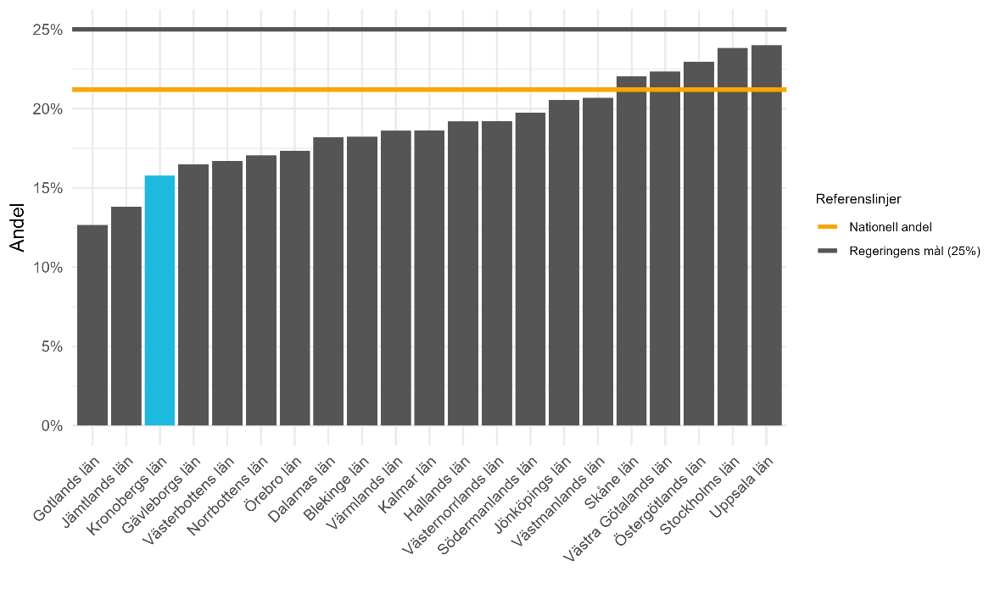 25%
20%
15%
10%
5%
0%
Andel
Gotlands län
Jämtlands län
Kronobergs län
Gävleborgs län
Västerbottens län
Norrbottens län
Örebro län
Dalarnas län
Blekinge län
Värmlands län
Kalmar län
Hallands län
Västernorrlands län
Södermanlands län
Jönköpings län
Västmanlands län
Skåne län
Västra Götalands län
Östergötlands län
Stockholms län
Uppsala län
Referenslinjer
Nationell andel
Regeringens mål (25%)